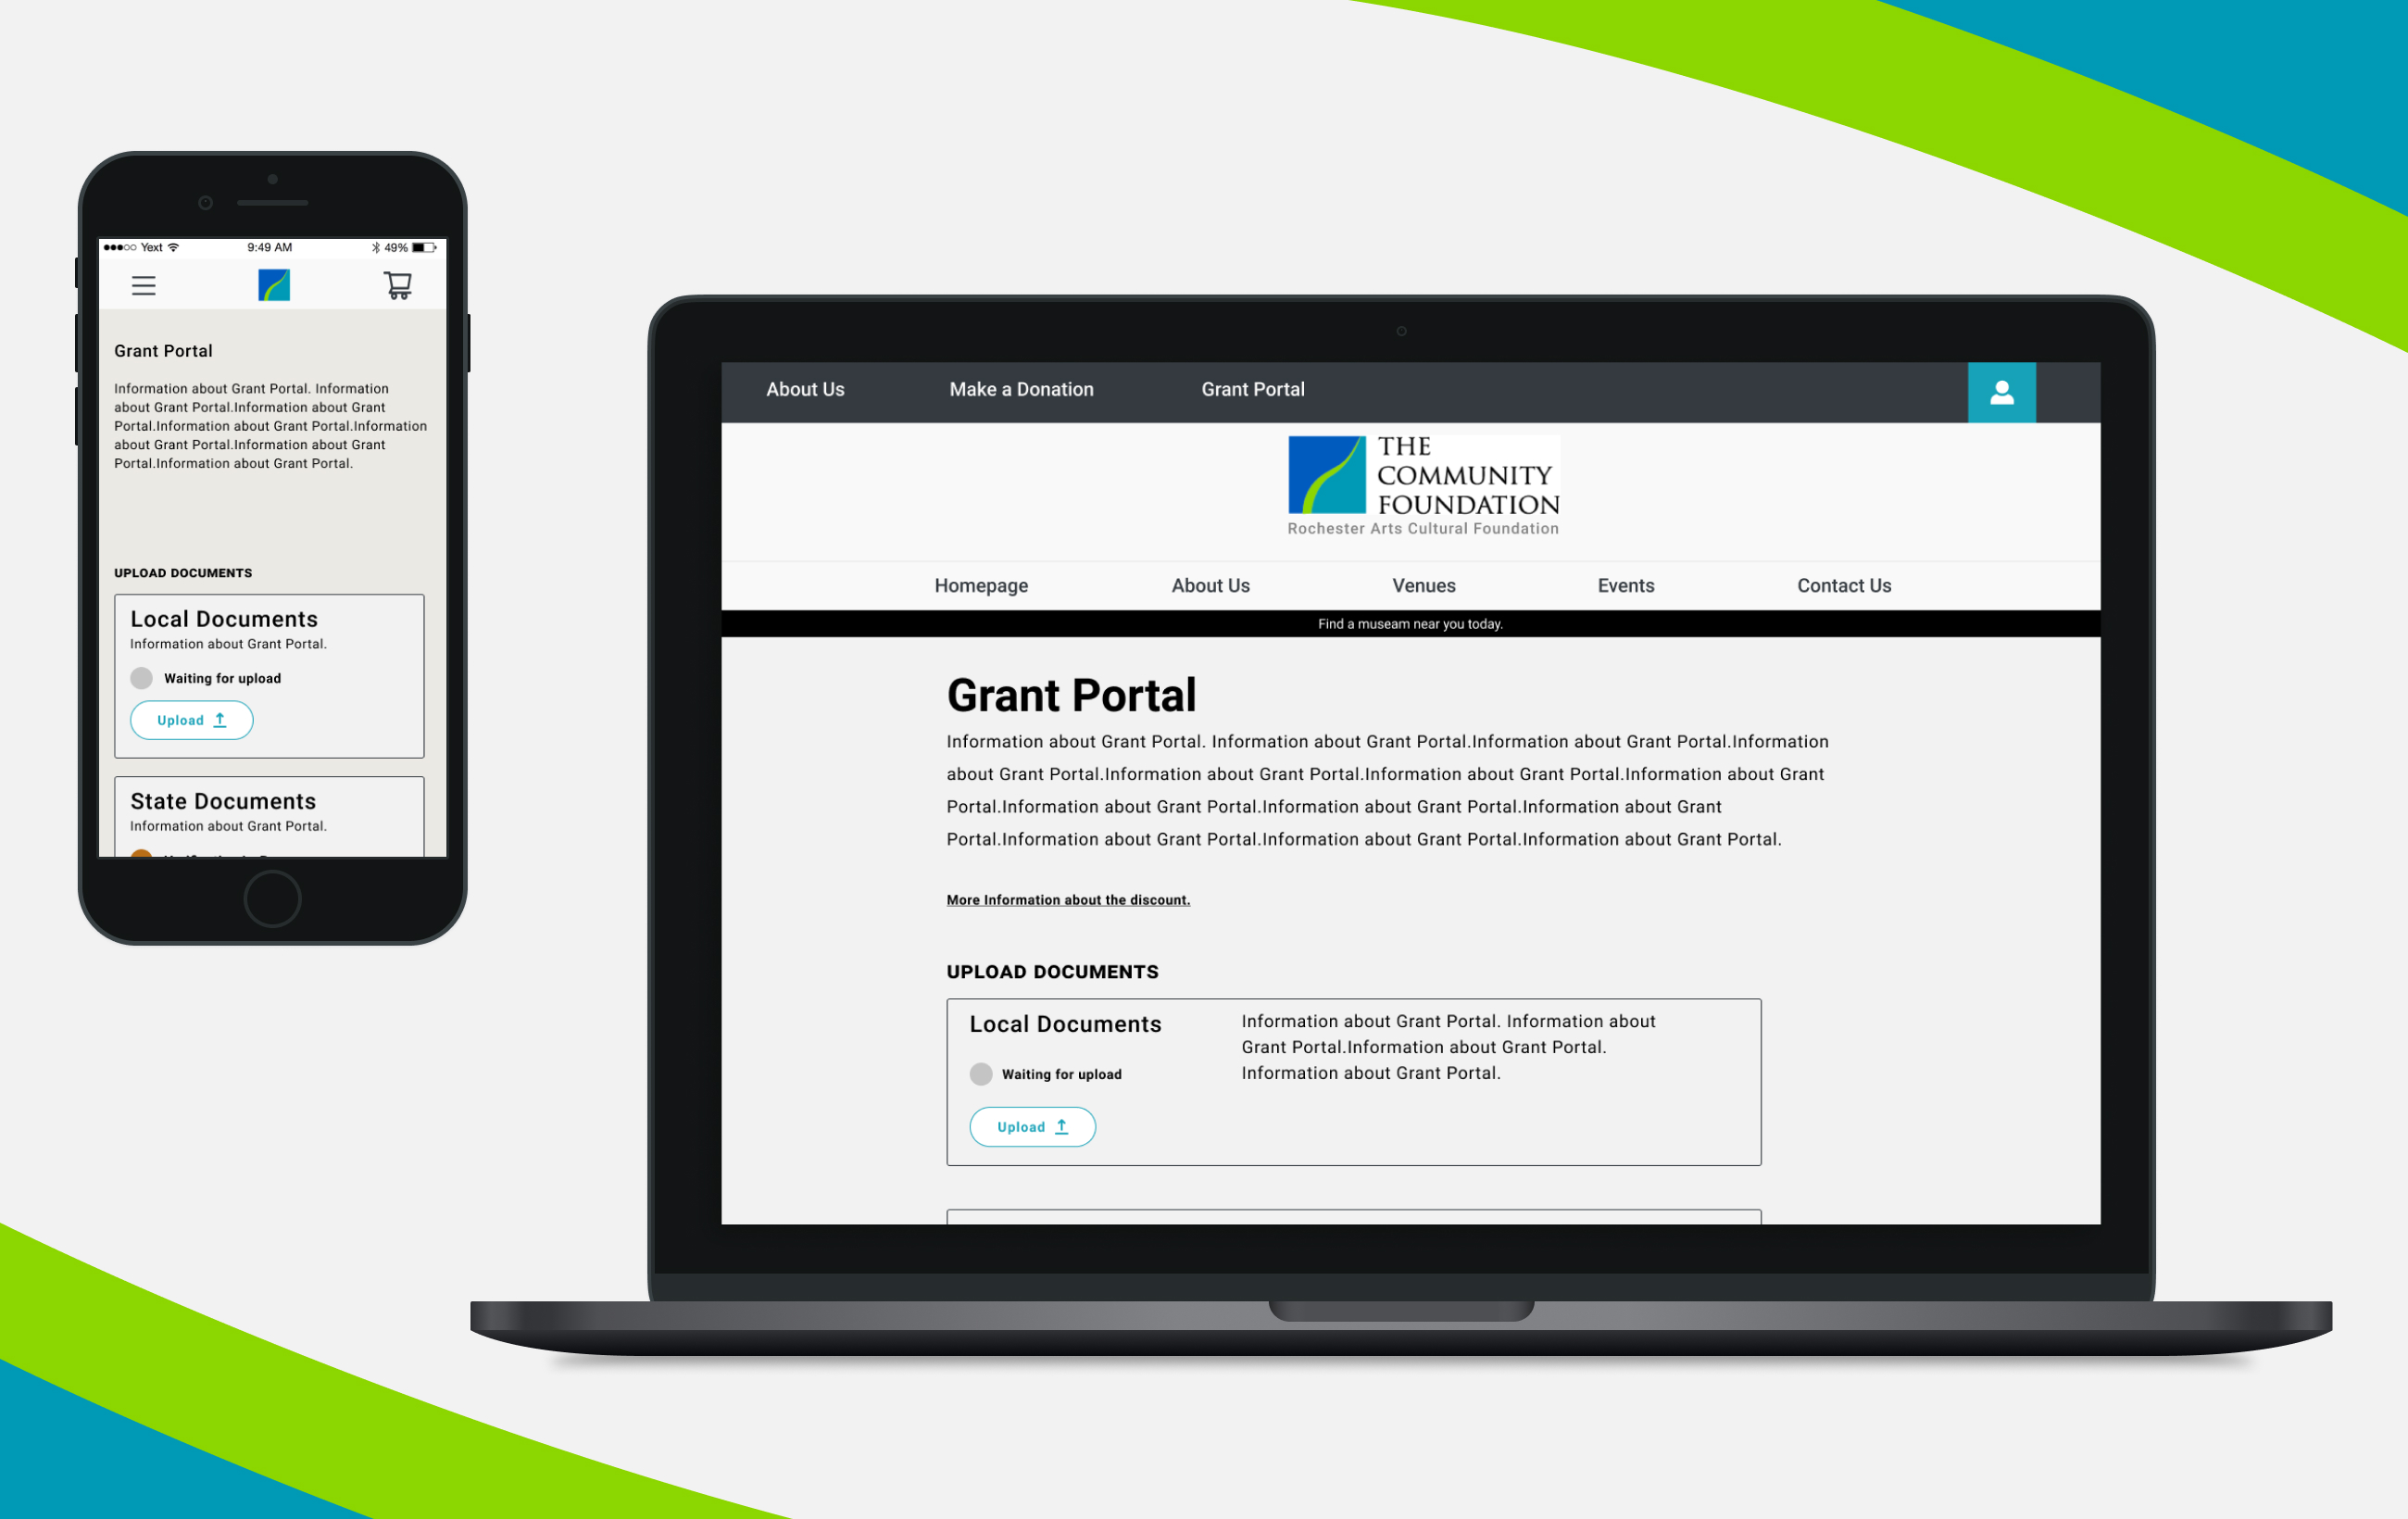 Yext
9:49 AM
49%
Grant Portal
Information about Grant Portal. Information
about Grant Portal.Information about Grant
Portal.Information about Grant Portal.Information
about Grant Portal.Information about Grant
Portal.Information about Grant Portal.
UPLOAD DOCUMENTS
Local Documents
Information about Grant Portal.
Waiting for upload
Upload
State Documents
Information about Grant Portal.
About Us
Make a Donation
Grant Portal
THE
COMMUNITY
FOUNDATION
Rochester Arts Cultural Foundation
Homepage
About Us
Venues
Events
Contact Us
Find a museam near you today.
Grant Portal
Information about Grant Portal. Information about Grant Portal.Information about Grant Portal.Information
about Grant Portal.Information about Grant Portal.Information about Grant Portal.Information about Grant
Portal.Information about Grant Portal.Information about Grant Portal.Information about Grant
Portal.Information about Grant Portal.Information about Grant Portal.Information about Grant Portal.
More Information about the discount.
UPLOAD DOCUMENTS
Local Documents
Waiting for upload
Upload
Information about Grant Portal. Information about
Grant Portal.Information about Grant Portal.
Information about Grant Portal.